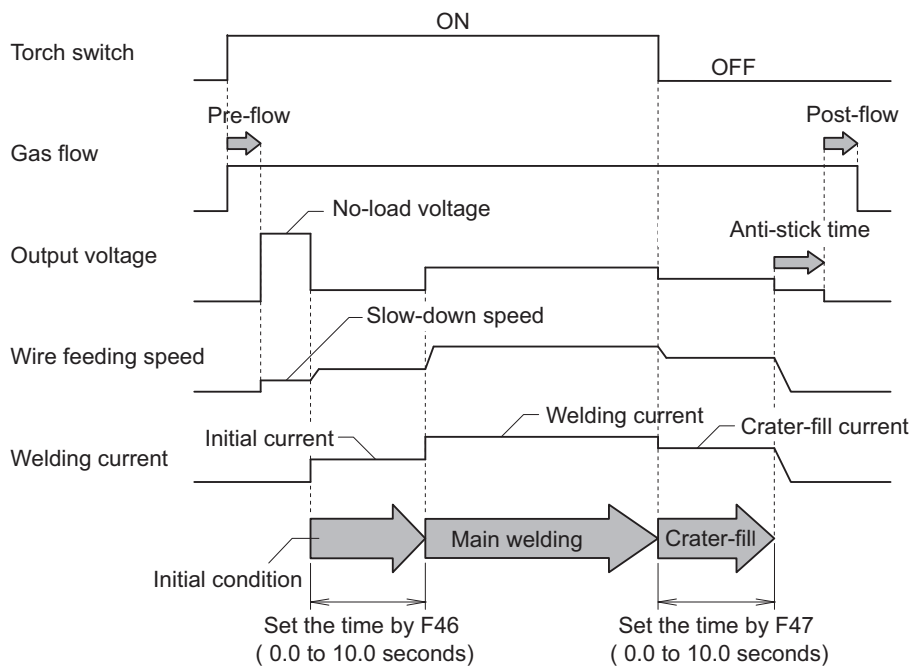 ON
Torch switch
OFF
Pre-flow
Post-flow
Gas flow
No-load voltage
Anti-stick time
Output voltage
Slow-down speed
Wire feeding speed
Welding current
Initial current
Crater-fill current
Welding current
Main welding
Crater-fill
Initial condition
Set the time by F46
( 0.0 to 10.0 seconds)
Set the time by F47
( 0.0 to 10.0 seconds)